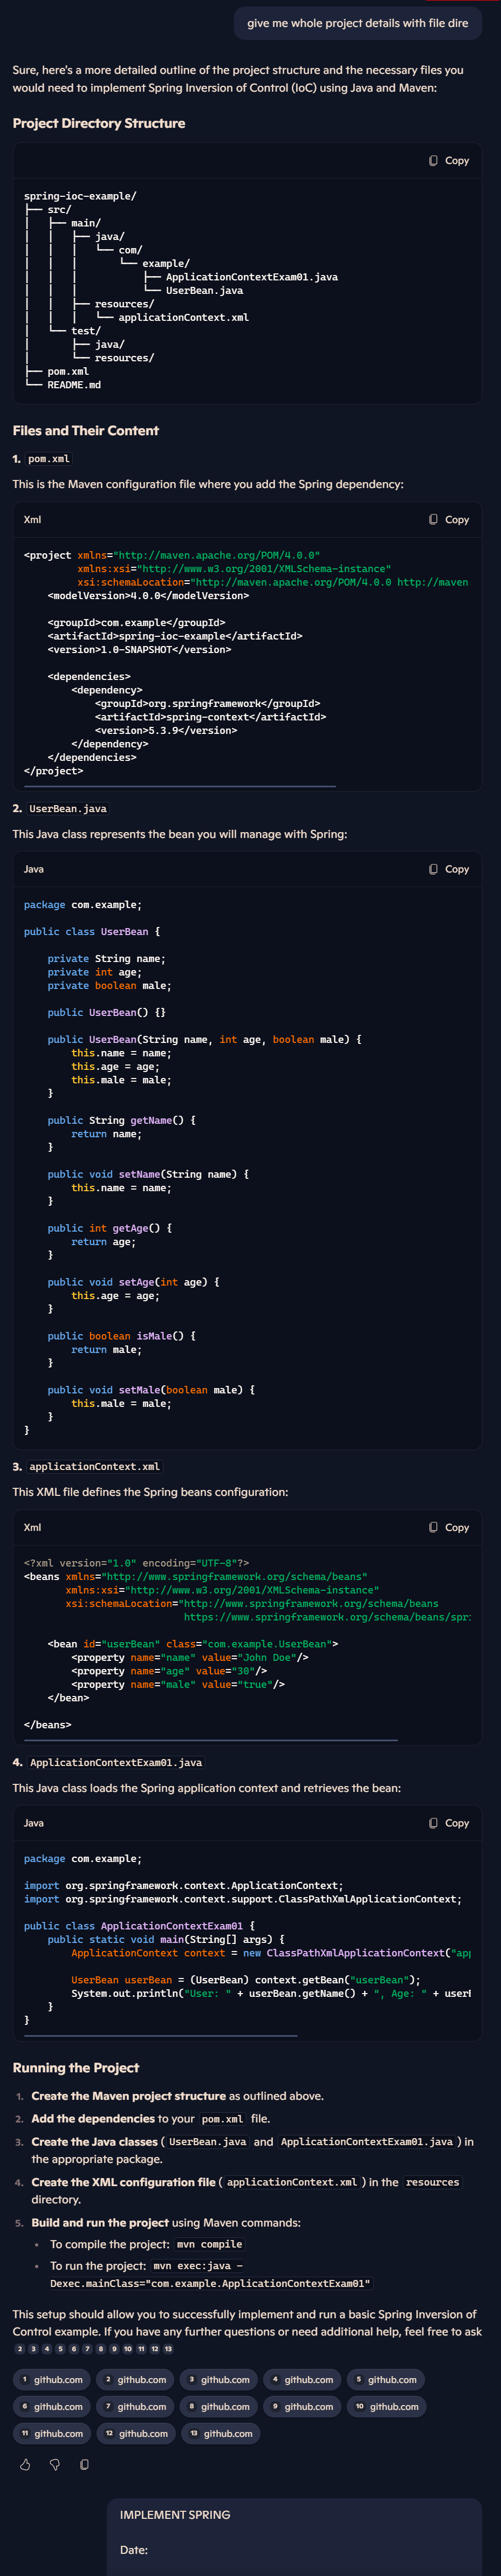 give me whole project details with file dire
Sure, here's a more detailed outline of the project structure and the necessary files you
would need to implement Spring Inversion of Control (IoC) using Java and Maven:
Project Directory Structure
Copy
spring-ioc-example/
├── src/
│   ├── main/
│   │   ├── java/
│   │   │   └── com/
│   │   │       └── example/
│   │   │           ├── ApplicationContextExam01.java
│   │   │           └── UserBean.java
│   │   ├── resources/
│   │   │   └── applicationContext.xml
│   └── test/
│       ├── java/
│       └── resources/
├── pom.xml
└── README.md
Files and Their Content
1. pom.xml
This is the Maven configuration file where you add the Spring dependency:
Xml
Copy
<project xmlns="http://maven.apache.org/POM/4.0.0"
         xmlns:xsi="http://www.w3.org/2001/XMLSchema-instance"
         xsi:schemaLocation="http://maven.apache.org/POM/4.0.0 http://maven
    <modelVersion>4.0.0</modelVersion>
    <groupId>com.example</groupId>
    <artifactId>spring-ioc-example</artifactId>
    <version>1.0-SNAPSHOT</version>
    <dependencies>
        <dependency>
            <groupId>org.springframework</groupId>
            <artifactId>spring-context</artifactId>
            <version>5.3.9</version>
        </dependency>
    </dependencies>
</project>
2. UserBean.java
This Java class represents the bean you will manage with Spring:
Java
Copy
package com.example;
public class UserBean {
    private String name;
    private int age;
    private boolean male;
    public UserBean() {}
    public UserBean(String name, int age, boolean male) {
        this.name = name;
        this.age = age;
        this.male = male;
    }
    public String getName() {
        return name;
    }
    public void setName(String name) {
        this.name = name;
    }
    public int getAge() {
        return age;
    }
    public void setAge(int age) {
        this.age = age;
    }
    public boolean isMale() {
        return male;
    }
    public void setMale(boolean male) {
        this.male = male;
    }
}
3. applicationContext.xml
This XML file defines the Spring beans configuration:
Xml
Copy
<?xml version="1.0" encoding="UTF-8"?>
<beans xmlns="http://www.springframework.org/schema/beans"
       xmlns:xsi="http://www.w3.org/2001/XMLSchema-instance"
       xsi:schemaLocation="http://www.springframework.org/schema/beans
                           https://www.springframework.org/schema/beans/spri
    <bean id="userBean" class="com.example.UserBean">
        <property name="name" value="John Doe"/>
        <property name="age" value="30"/>
        <property name="male" value="true"/>
    </bean>
</beans>
4. ApplicationContextExam01.java
This Java class loads the Spring application context and retrieves the bean:
Java
Copy
package com.example;
import org.springframework.context.ApplicationContext;
import org.springframework.context.support.ClassPathXmlApplicationContext;
public class ApplicationContextExam01 {
    public static void main(String[] args) {
        ApplicationContext context = new ClassPathXmlApplicationContext("app
        UserBean userBean = (UserBean) context.getBean("userBean");
        System.out.println("User: " + userBean.getName() + ", Age: " + userB
    }
}
Running the Project
1. Create the Maven project structure as outlined above.
2. Add the dependencies to your pom.xml file.
3. Create the Java classes ( UserBean.java and ApplicationContextExam01.java ) in
the appropriate package.
4. Create the XML configuration file ( applicationContext.xml ) in the resources
directory.
5. Build and run the project using Maven commands:
• To compile the project: mvn compile
• To run the project: mvn exec:java -
Dexec.mainClass="com.example.ApplicationContextExam01"
This setup should allow you to successfully implement and run a basic Spring Inversion of
Control example. If you have any further questions or need additional help, feel free to ask
2 3 4 5 6 7 8 9 10 11 12 13
1 github.com 2 github.com 3 github.com 4 github.com 5 github.com
6 github.com 7 github.com 8 github.com 9 github.com 10 github.com
11 github.com 12 github.com 13 github.com
IMPLEMENT SPRING
Date: